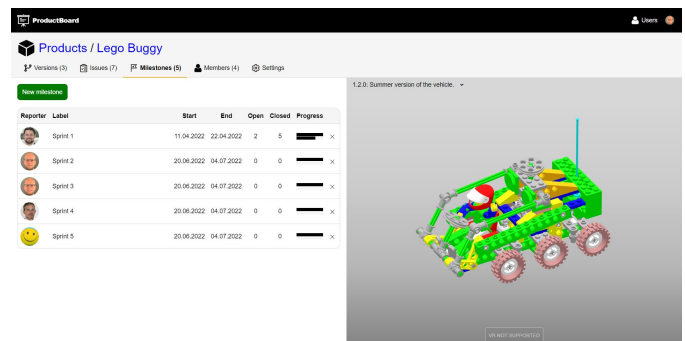 ProductBoard
Users
Products / Lego Buggy
Versions (3) Issues (7) Milestones (5) Members (4) Settings
New milestone
1.2.0: Summer version of the vehicle.
Reporter Label Start End Open Closed Progress
Sprint 1 11.04.2022 22.04.2022 2 5
Sprint 2 20.06.2022 04.07.2022 0 0
Sprint 3 20.06.2022 04.07.2022 0 0
Sprint 4 20.06.2022 04.07.2022 0 0
Sprint 5 20.06.2022 04.07.2022 0 0
VR NOT SUPPORTED